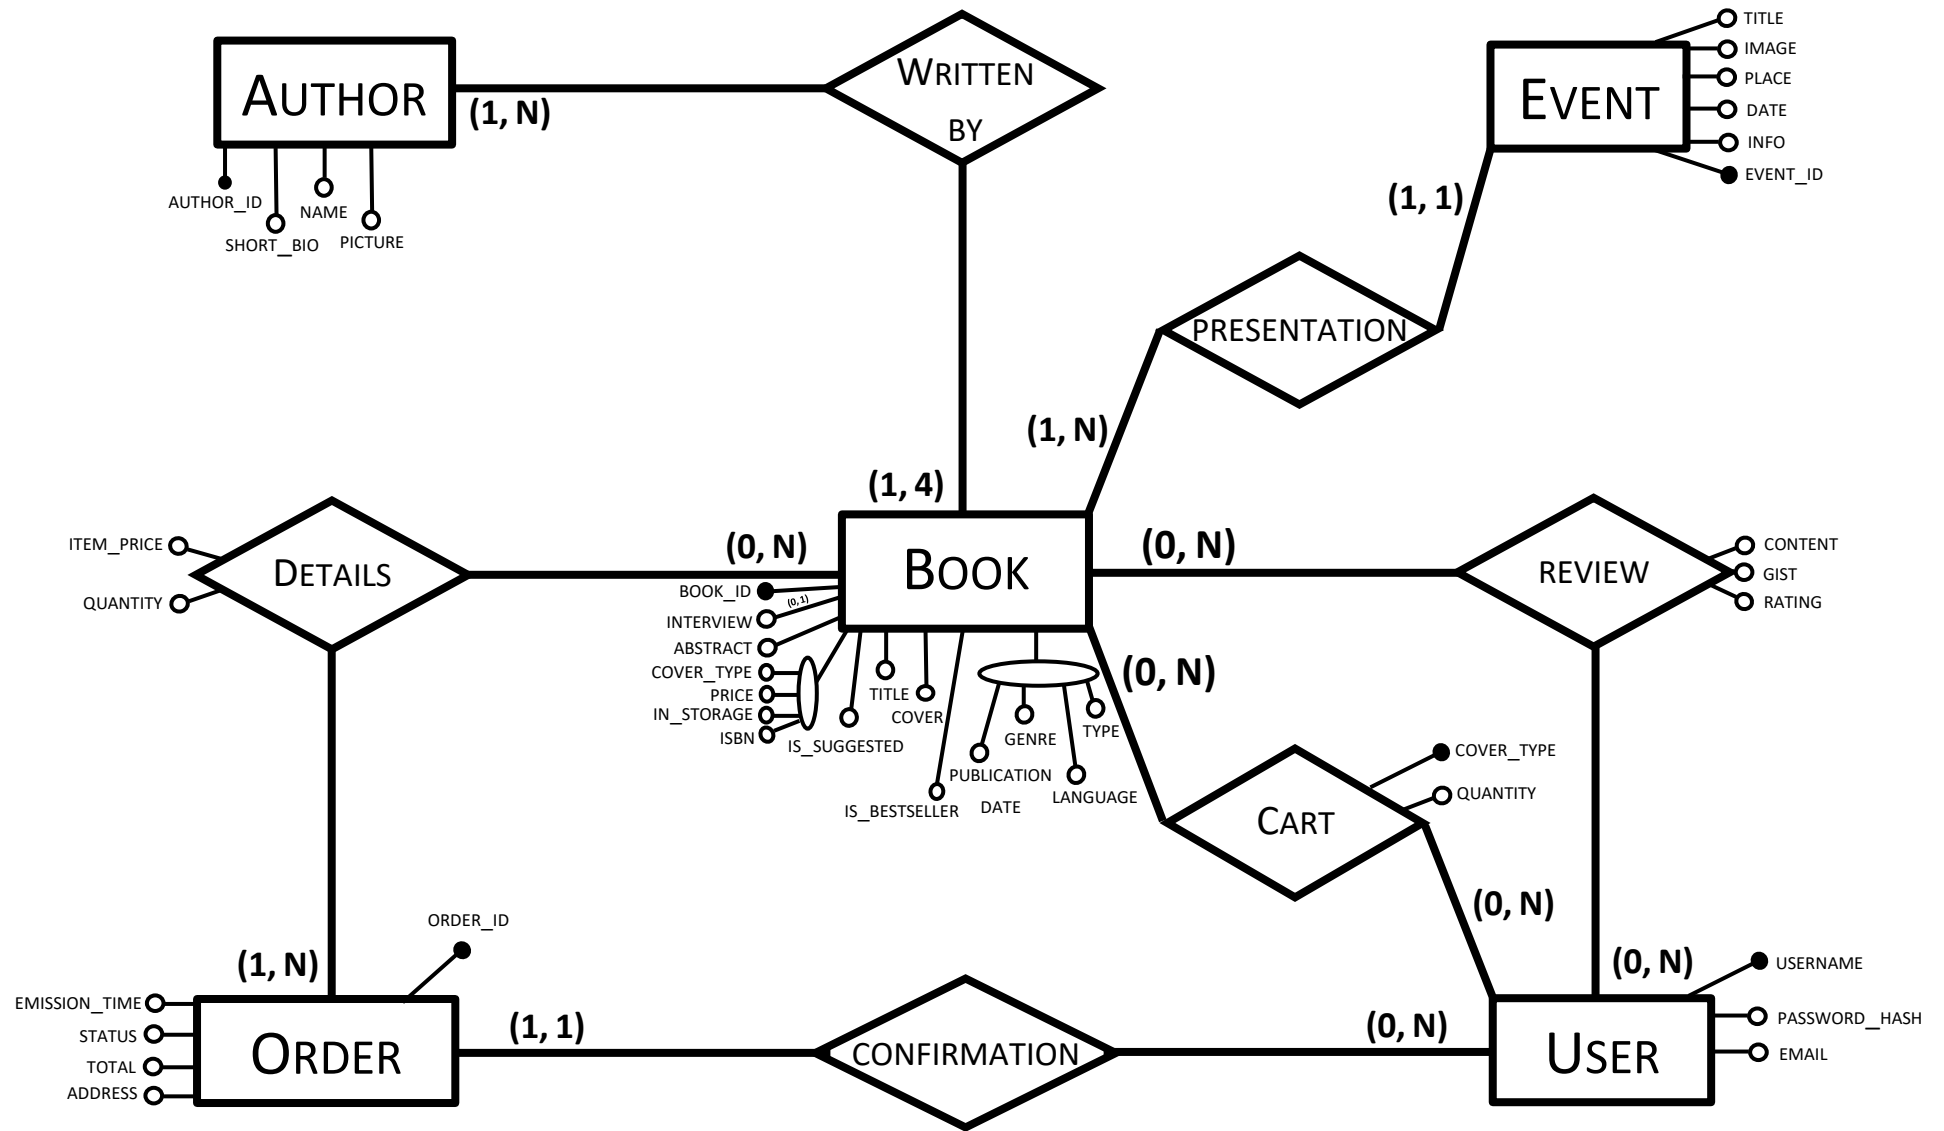 AUTHOR
(1, N)
AUTHOR_ID
SHORT_BIO
NAME
PICTURE
WRITTEN
BY
EVENT
TITLE
IMAGE
PLACE
DATE
INFO
EVENT_ID
(1, 1)
PRESENTATION
(1, N)
(1, 4)
ITEM_PRICE
QUANTITY
DETAILS
(0, N)
BOOK
BOOK_ID
(0,1)
INTERVIEW
ABSTRACT
COVER_TYPE
PRICE
IN_STORAGE
ISBN
IS_SUGGESTED
TITLE
COVER
IS_BESTSELLER
PUBLICATION
DATE
GENRE
LANGUAGE
TYPE
(0, N)
REVIEW
CONTENT
GIST
RATING
(0, N)
CART
COVER_TYPE
QUANTITY
(0, N)
(0, N)
(1, N)
ORDER_ID
EMISSION_TIME
STATUS
TOTAL
ADDRESS
ORDER
(1, 1)
CONFIRMATION
(0, N)
USER
USERNAME
PASSWORD_HASH
EMAIL